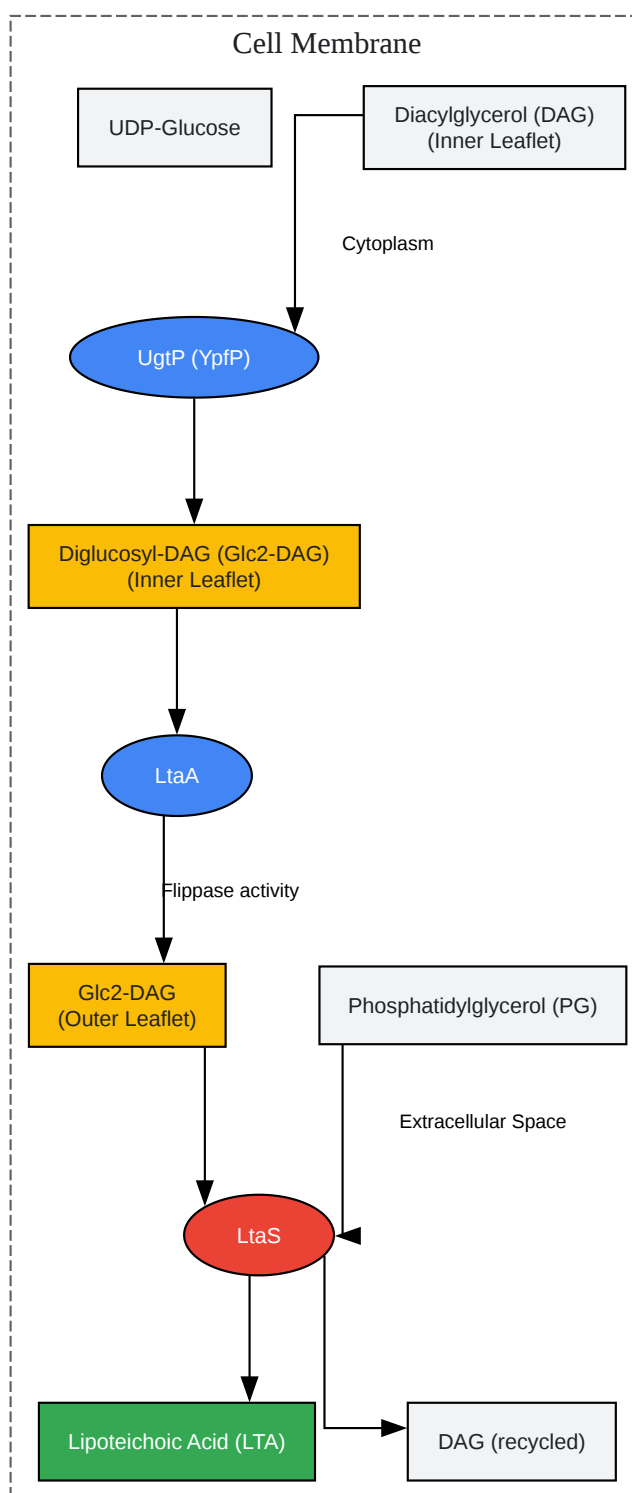 Cell Membrane
UDP-Glucose
Diacylglycerol (DAG)
(Inner Leaflet)
Cytoplasm
UgtP (YpfP)
Diglucosyl-DAG (Glc2-DAG)
(Inner Leaflet)
LtaA
Flippase activity
Glc2-DAG
(Outer Leaflet)
Phosphatidylglycerol (PG)
Extracellular Space
LtaS
Lipoteichoic Acid (LTA)
DAG (recycled)